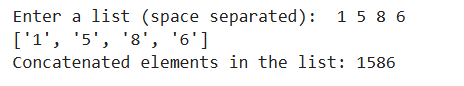 Enter a list (space separated):  1 5 8 6
['1', '5', '8', '6']
Concatenated elements in the list: 1586